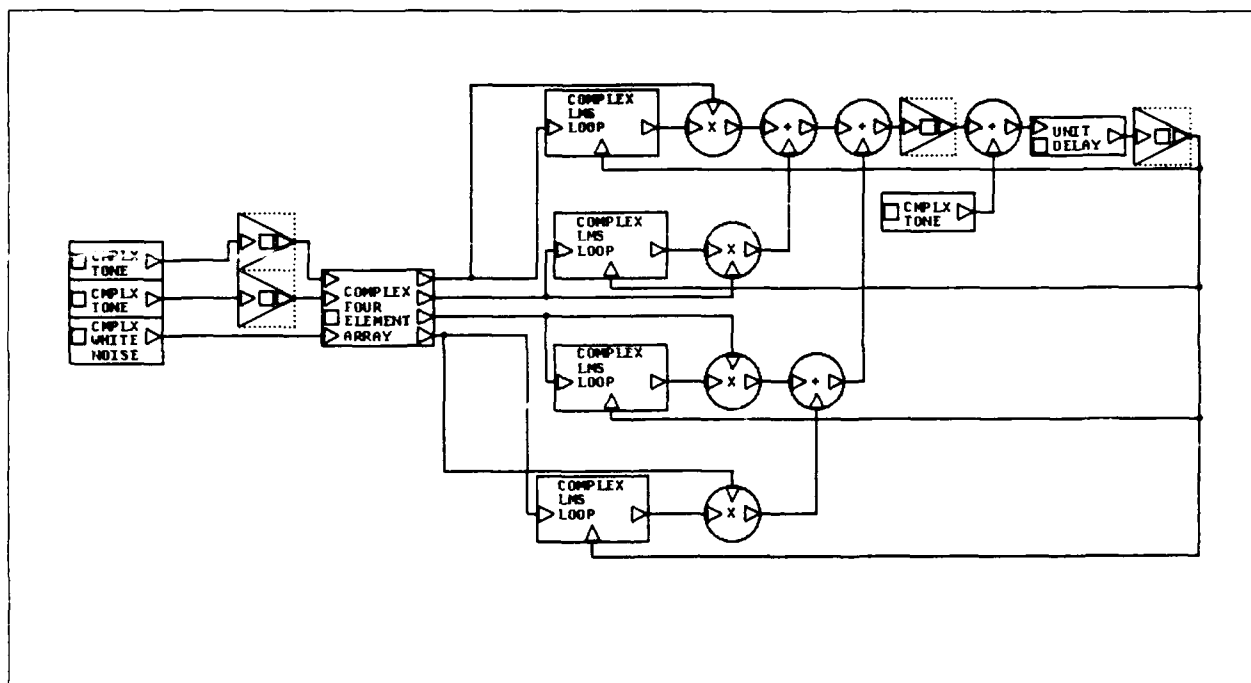 COMPLEX
LMS
LOOP
X
+
+
+
UNIT
DELAY
CMPLX
TONE
COMPLEX
LMS
LOOP
X
CMPLX
TONE
CMPLX
TONE
CMPLX
WHITE
NOISE
COMPLEX
FOUR
ELEMENT
ARRAY
COMPLEX
LMS
LOOP
X
+
COMPLEX
LMS
LOOP
X